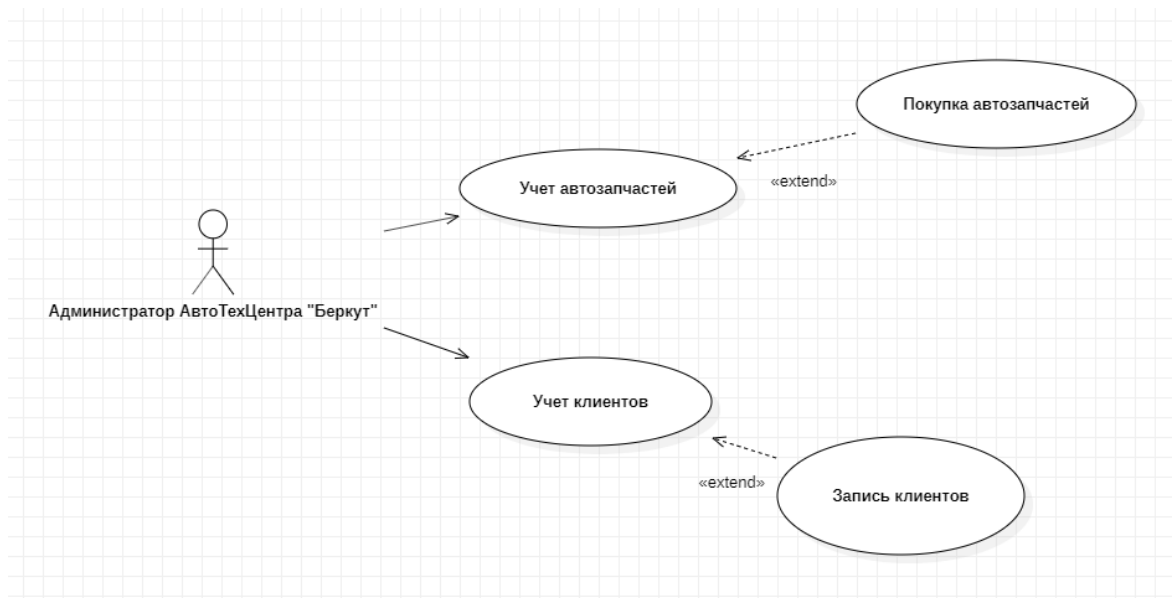 Покупка автозапчастей
Учет автозапчастей
«extend»
Администратор АвтоТехЦентра "Беркут"
Учет клиентов
«extend»
Запись клиентов